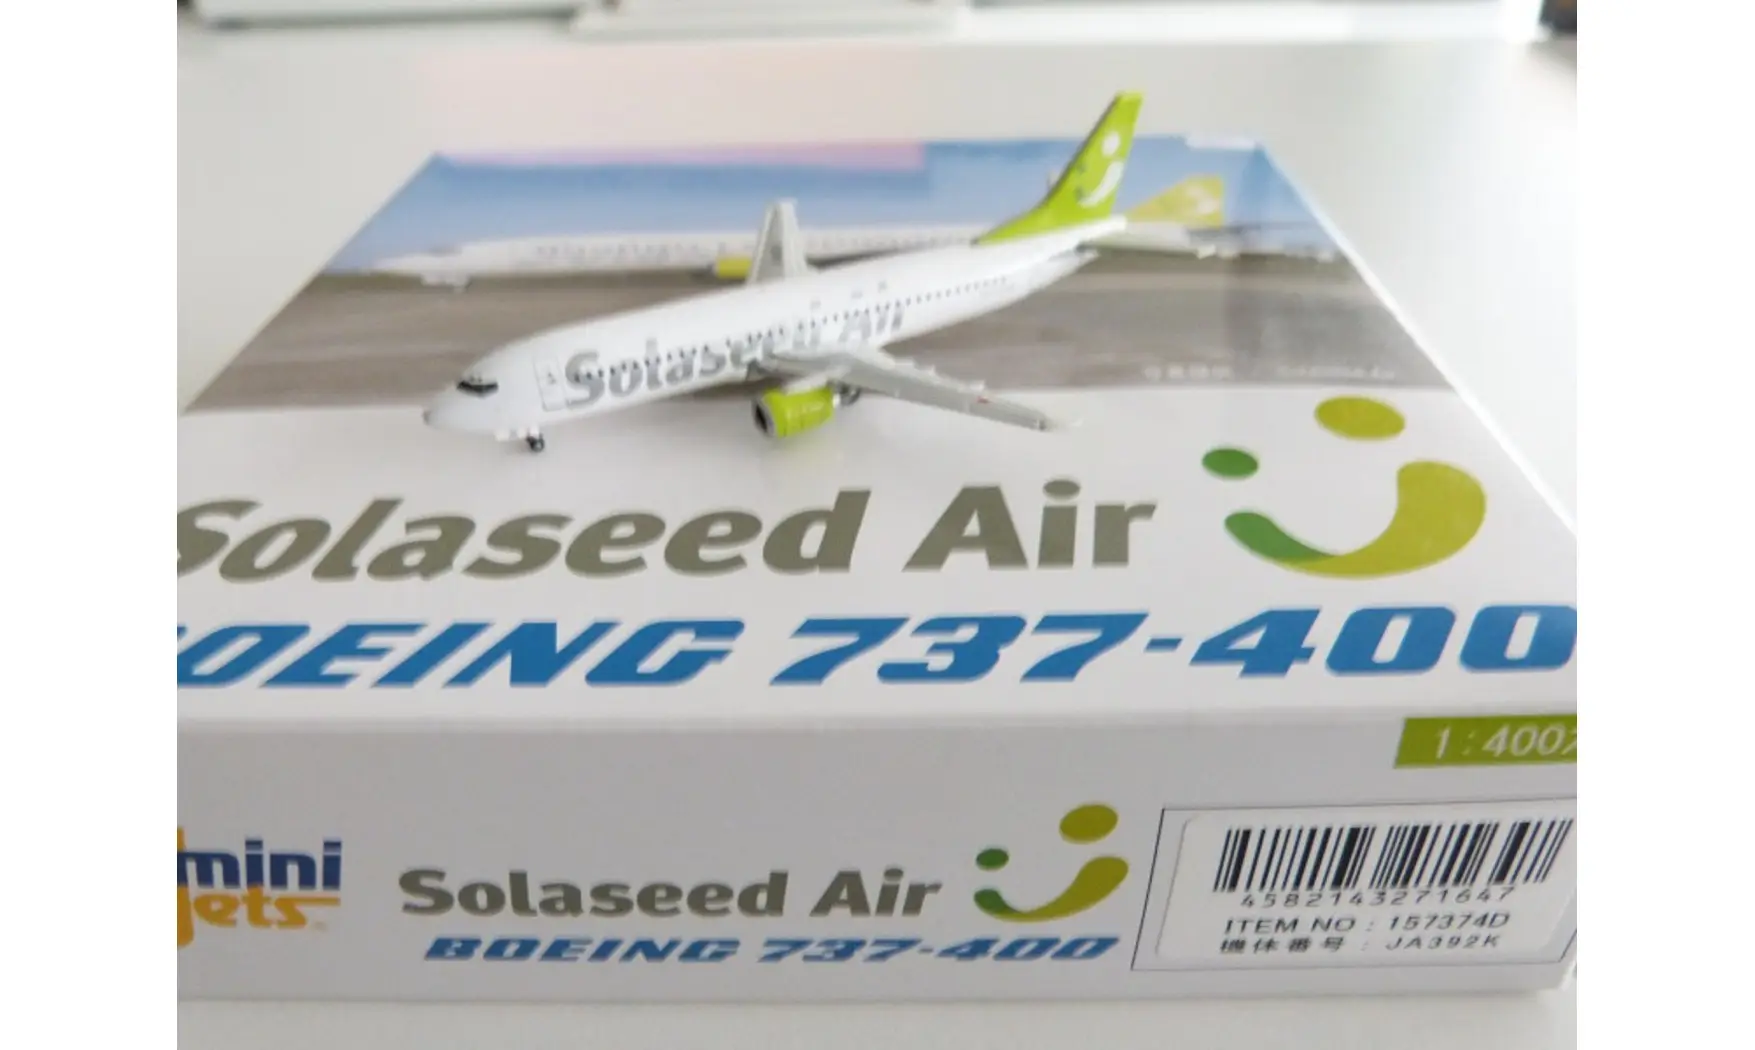 Solaseed Air
Solaseed Air
BOEING 737-400
1:400
mini
jets
Solaseed Air
BOEING 737-400
4582143271647
ITEM NO : 157374D
機体番号 : JA392K